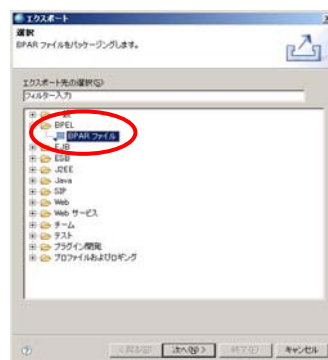 エクスポート
選択
BPAR ファイルをパッケージングします。
エクスポート先の選択(S)
フィルター入力
一般
BPEL
BPAR ファイル
EJB
ESB
J2EE
Java
SIP
Web
Web サービス
チーム
テスト
プラグイン開発
プロファイルおよびロギング
< 戻る(B)
次へ(N) >
終了(F)
キャンセル